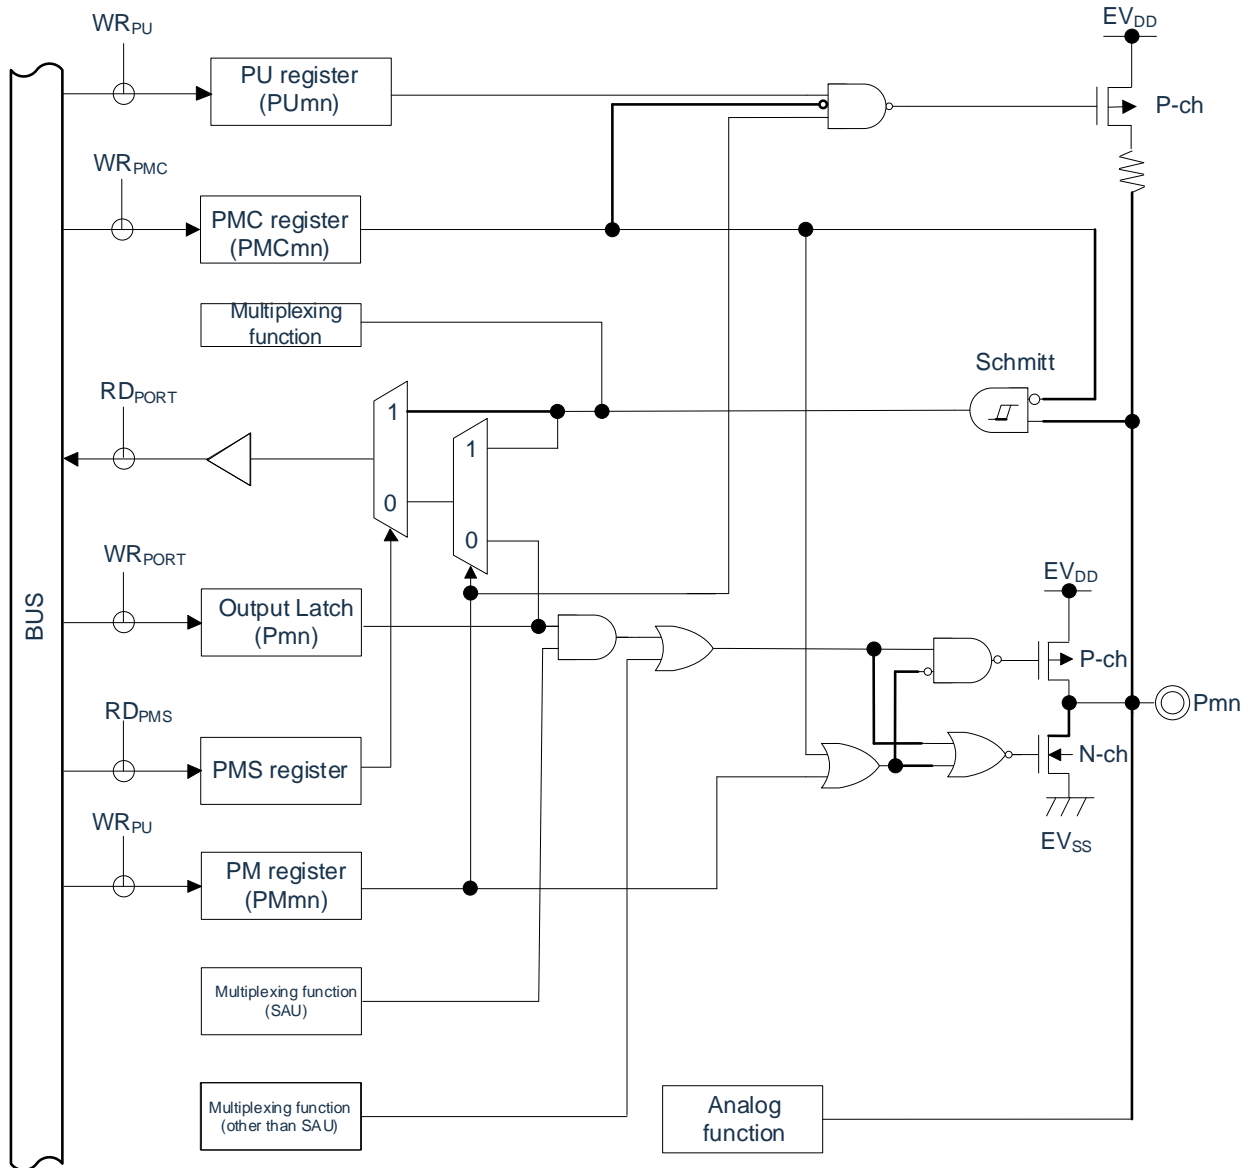 WRPU
EVDD
PU register
(PUmn)
P-ch
WRPMC
PMC register
(PMCmn)
Multiplexing
function
Schmitt
RDPORT
1
1
0
0
WRPORT
EVDD
BUS
Output Latch
(Pmn)
P-ch
RDPMS
Pmn
PMS register
N-ch
WRPU
EVSS
PM register
(PMmn)
Multiplexing function
(SAU)
Multiplexing function
(other than SAU)
Analog
function